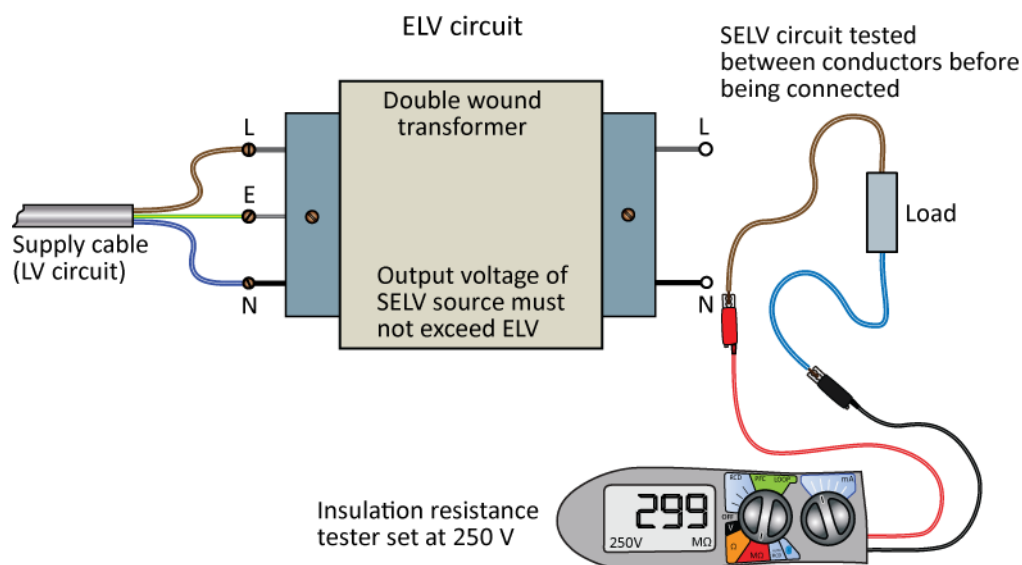 ELV circuit
SELV circuit tested
between conductors before
being connected
Double wound
transformer
L
E
N
L
N
Supply cable
(LV circuit)
Output voltage of
SELV source must
not exceed ELV
Load
Insulation resistance
tester set at 250 V
299
250V
MΩ
RCD
PFC
LOOP
OFF
V
Ω
MΩ
mA